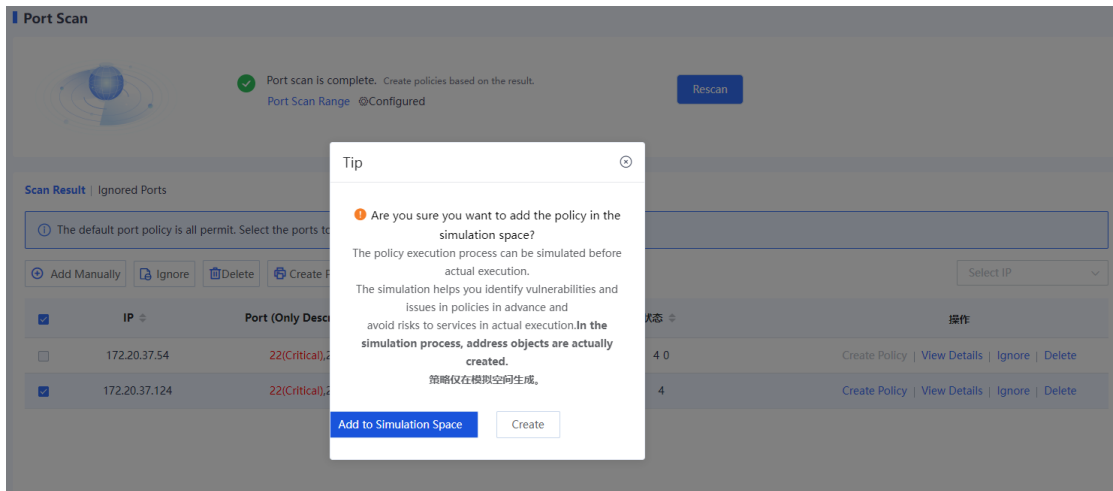 Port Scan
Port scan is complete. Create policies based on the result.
Port Scan Range Configured
Rescan
Tip
Are you sure you want to add the policy in the
simulation space?
The policy execution process can be simulated before
actual execution.
The simulation helps you identify vulnerabilities and
issues in policies in advance and
avoid risks to services in actual execution.In the
simulation process, address objects are actually
created.
策略仅在模拟空间生成。
Add to Simulation Space Create
Scan Result | Ignored Ports
The default port policy is all permit. Select the ports to
Add Manually Ignore Delete Create P
Select IP
IP Port (Only Descr 状态 操作
172.20.37.54 22(Critical),2 4 0 Create Policy | View Details | Ignore | Delete
172.20.37.124 22(Critical),2 4 Create Policy | View Details | Ignore | Delete